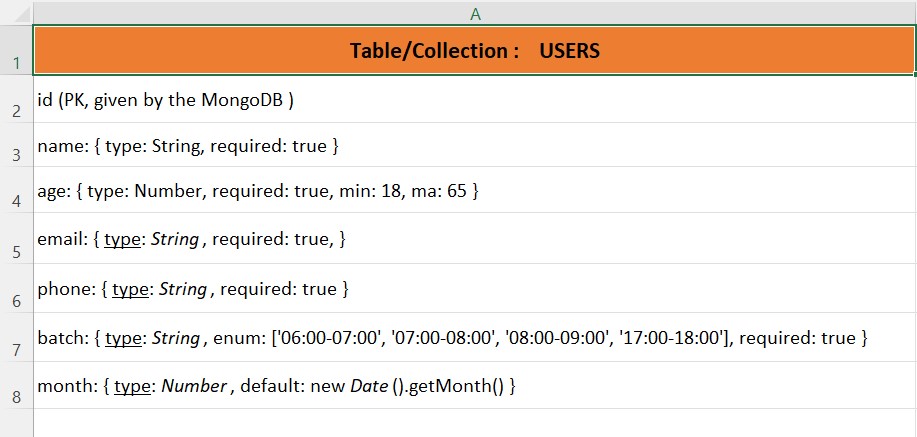 A
1 Table/Collection : USERS
2 id (PK, given by the MongoDB )
3 name: { type: String, required: true }
4 age: { type: Number, required: true, min: 18, ma: 65 }
5 email: { type: String , required: true, }
6 phone: { type: String , required: true }
7 batch: { type: String , enum: ['06:00-07:00', '07:00-08:00', '08:00-09:00', '17:00-18:00'], required: true }
8 month: { type: Number , default: new Date ().getMonth() }